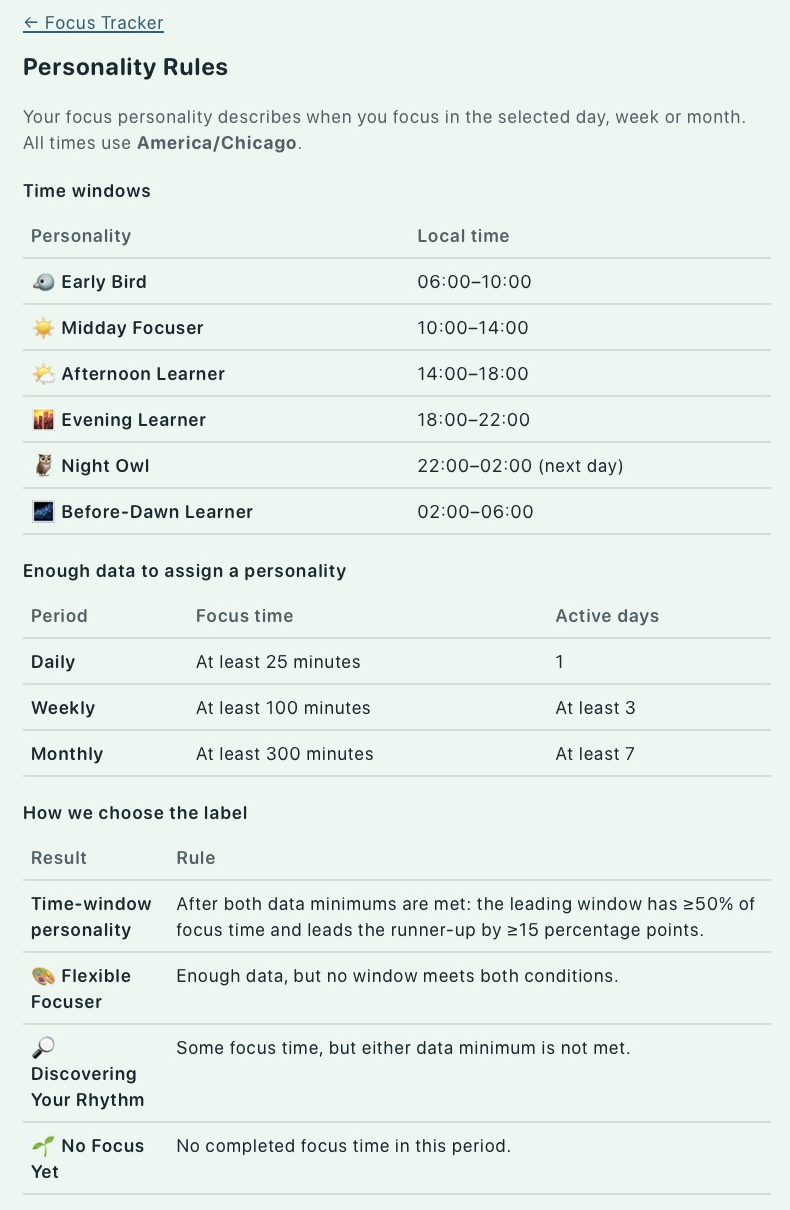 ← Focus Tracker
Personality Rules
Your focus personality describes when you focus in the selected day, week or month.
All times use America/Chicago.
Time windows
Personality Local time
Early Bird 06:00–10:00
Midday Focuser 10:00–14:00
Afternoon Learner 14:00–18:00
Evening Learner 18:00–22:00
Night Owl 22:00–02:00 (next day)
Before-Dawn Learner 02:00–06:00
Enough data to assign a personality
Period Focus time Active days
Daily At least 25 minutes 1
Weekly At least 100 minutes At least 3
Monthly At least 300 minutes At least 7
How we choose the label
Result Rule
Time-window After both data minimums are met: the leading window has ≥50% of
personality focus time and leads the runner-up by ≥15 percentage points.
Flexible Enough data, but no window meets both conditions.
Focuser
Some focus time, but either data minimum is not met.
Discovering
Your Rhythm
No Focus No completed focus time in this period.
Yet